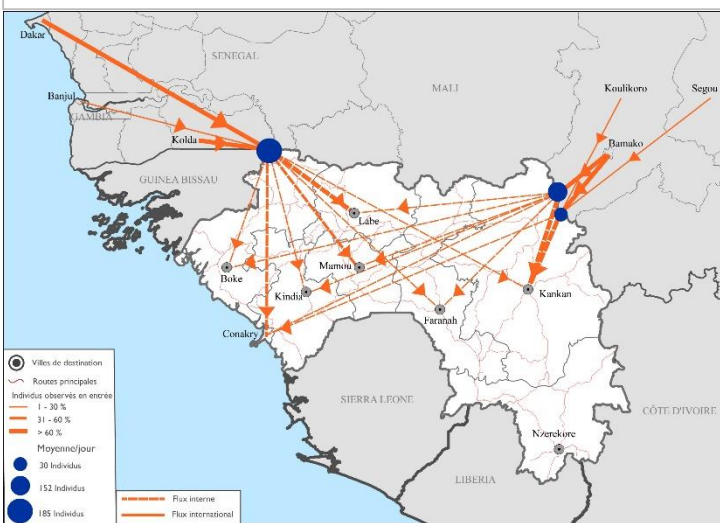 Dakar
SENEGAL
MALI
Koulikoro
Segou
Banjul
GAMBIA
Kolda
Bamako
GUINEA BISSAU
Labe
Boke
Mamou
Kindia
Kankan
Faranah
Conakry
SIERRA LEONE
CÔTE D'IVOIRE
Nzerekore
LIBERIA
Villes de destination
Routes principales
Individus observés en entrée
1 - 30 %
31 - 60 %
> 60 %
Moyenne/jour
30 Individus
152 Individus
185 Individus
Flux interne
Flux international